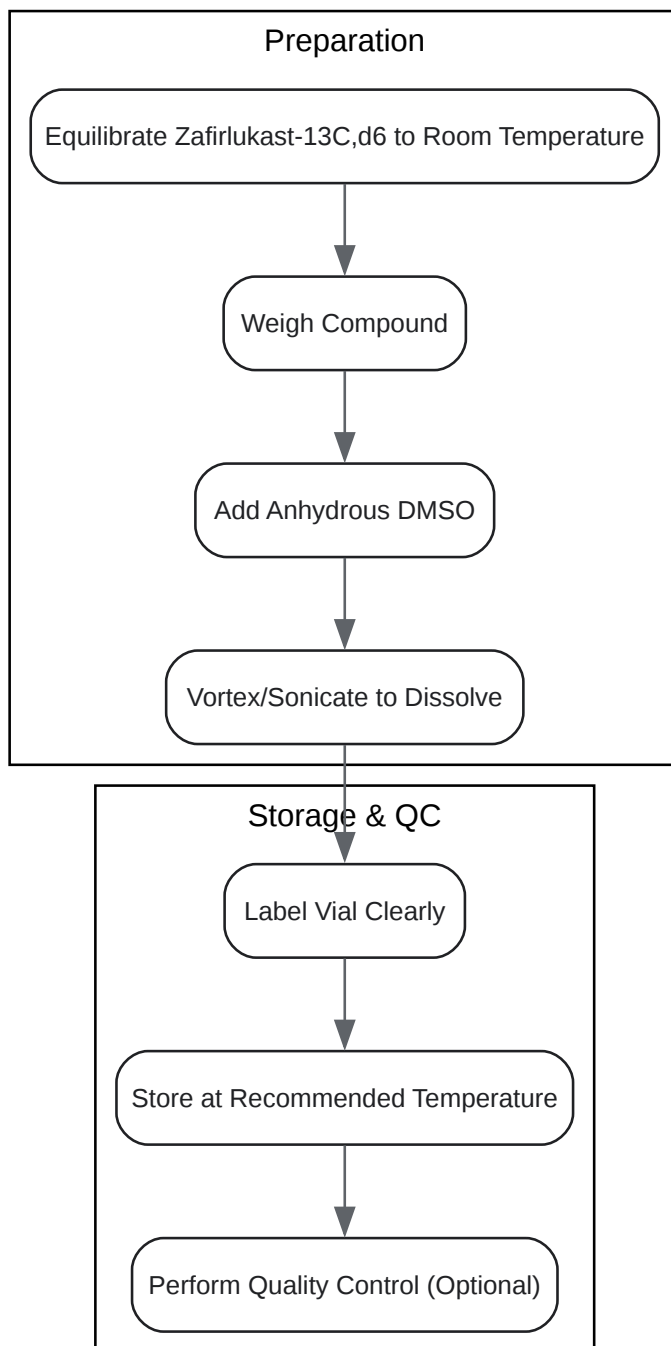 Preparation
Equilibrate Zafirlukast-13C,d6 to Room Temperature
Weigh Compound
Add Anhydrous DMSO
Vortex/Sonicate to Dissolve
Storage & QC
Label Vial Clearly
Store at Recommended Temperature
Perform Quality Control (Optional)